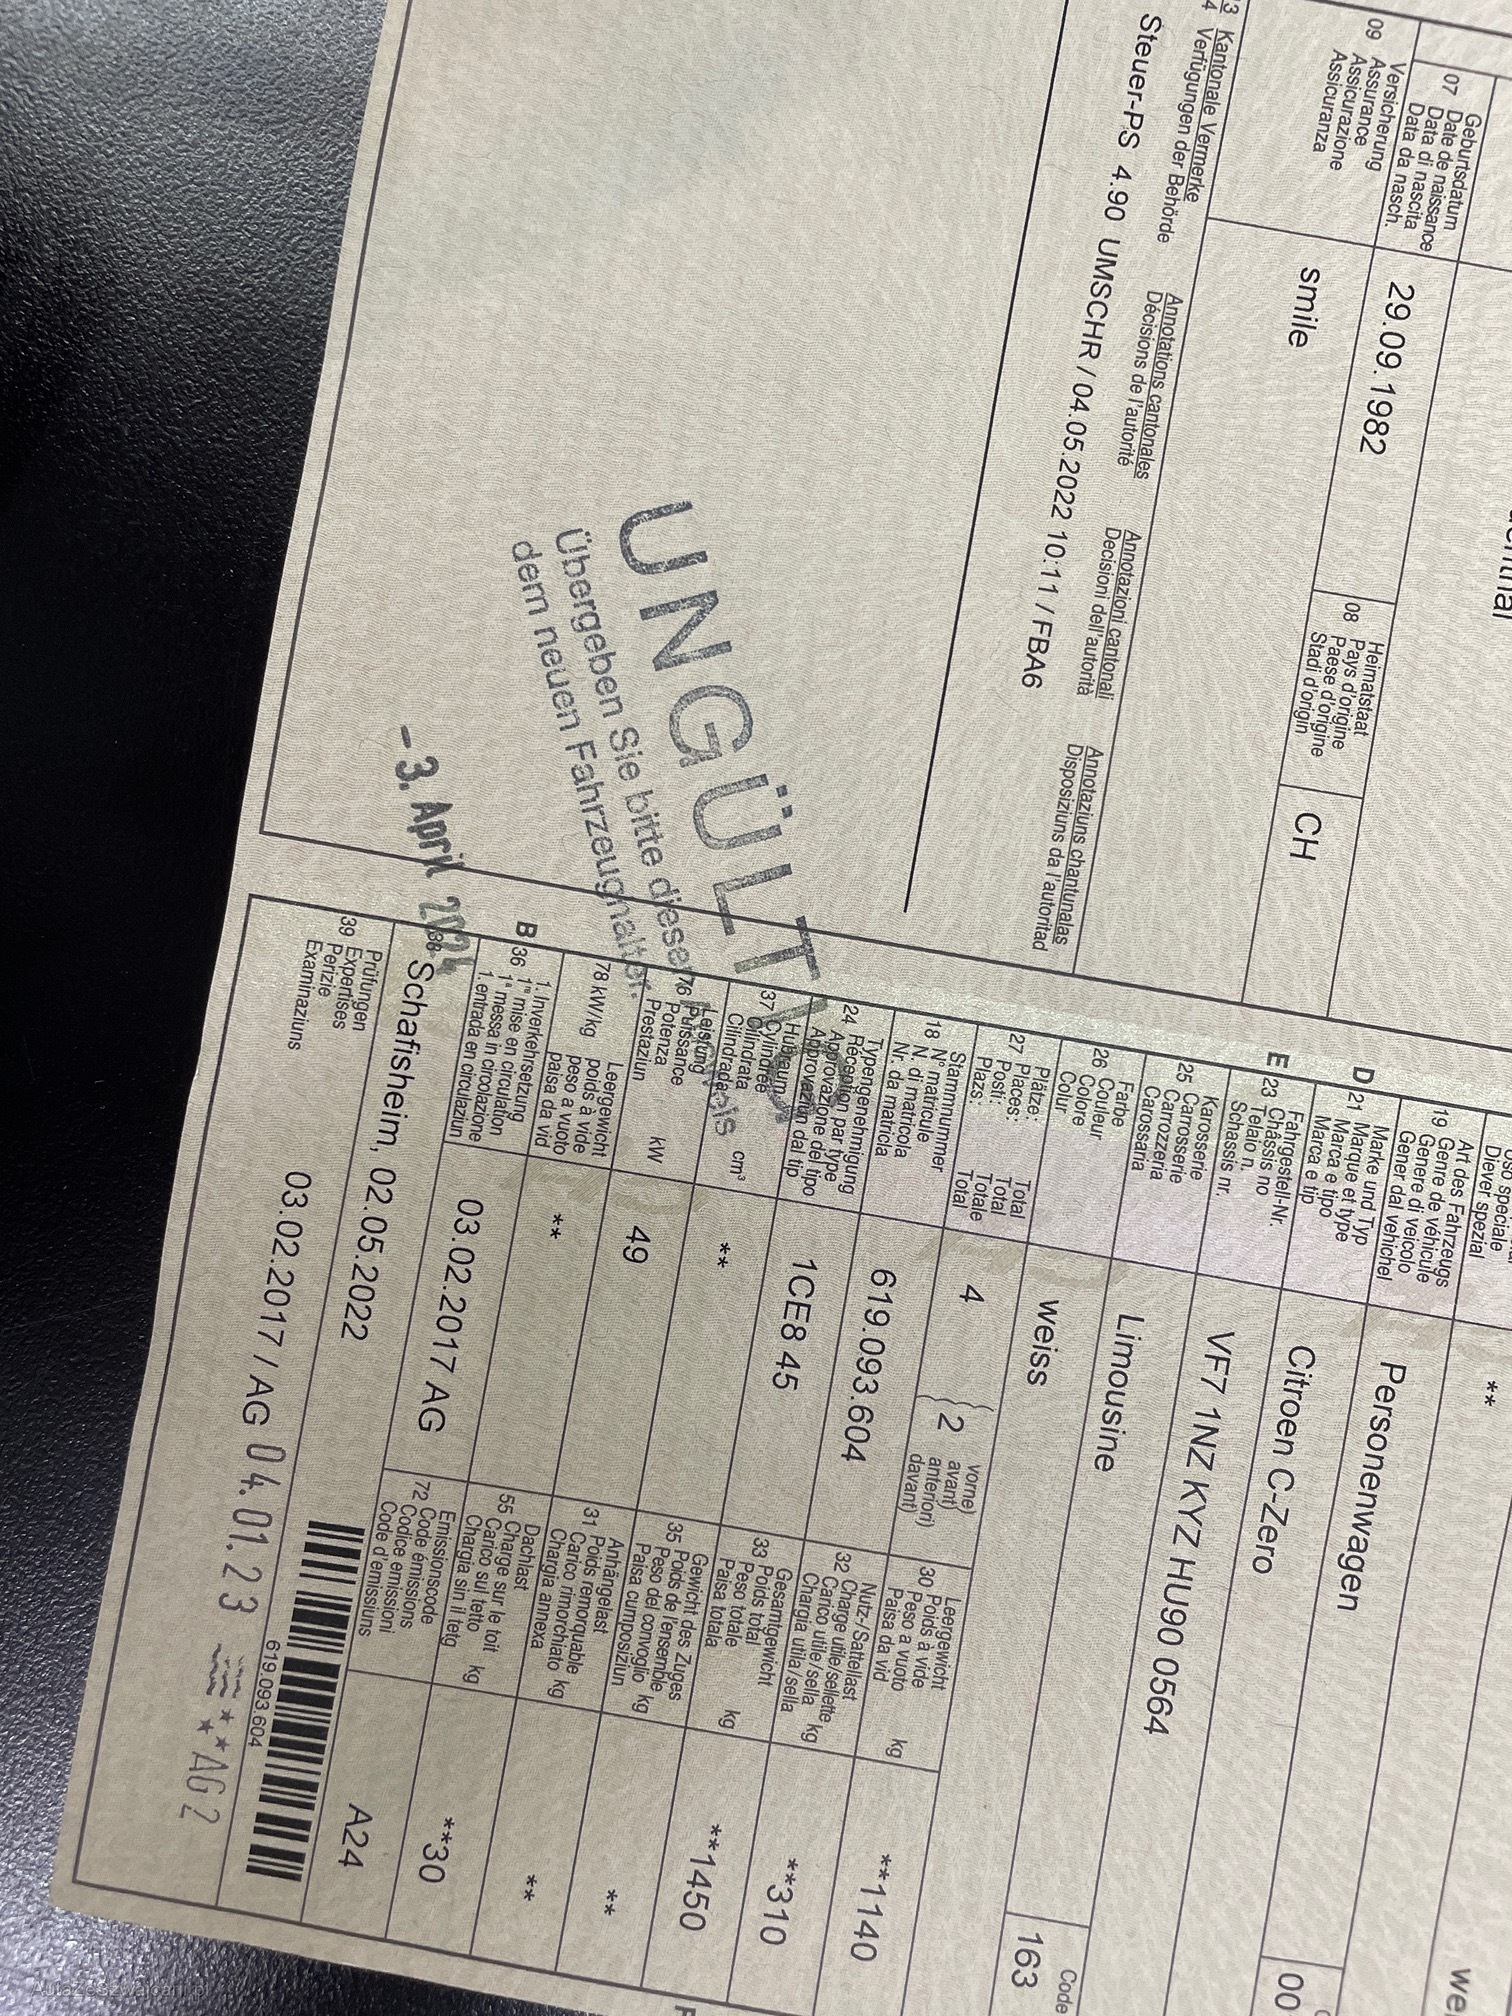 07 Geburtsdatum
Date de naissance
Data di nascita
Data da nasch.
29.09.1982
08 Heimatstaat
Pays d'origine
Paese d'origine
Stadi d'origin
CH
09 Versicherung
Assurance
Assicurazione
Assicuranza
smile
Kantonale Vermerke
Verfügungen der Behörde
Annotations cantonales
Décisions de l'autorité
Annotazioni cantonali
Decisioni dell'autorità
Annotaziuns chantunalas
Disposiziuns da l'autoritad
Steuer-PS 4.90 UMSCHR / 04.05.2022 10:11 / FBA6
UNGÜLTIG
Übergeben Sie bitte diesen Ausweis
dem neuen Fahrzeughalter.
-3. April 2024
Diever spezial
**
19 Art des Fahrzeugs
Genre de véhicule
Genere di veicolo
Gener dal vehichel
Personenwagen
D 21 Marke und Typ
Marque et type
Marca e tipo
Marca e tip
Citroen C-Zero
00
E 23 Fahrgestell-Nr.
Châssis no
Telaio n.
Schassis nr.
VF7 1NZ KYZ HU90 0564
25 Karosserie
Carrosserie
Carrozzeria
Carossaria
Limousine
Code
163
26 Farbe
Couleur
Colore
Colur
weiss
27 Plätze: Total
Places: Total
Posti: Totale
Plazs: Total
4
2
vorne)
avant)
anteriori)
davant)
18 Stammnummer
N° matricule
N. di matricola
Nr. da matricla
619.093.604
24 Typengenehmigung
Réception par type
Approvazione del tipo
Approvaziun dal tip
1CE8 45
37 Hubraum
Cylindrée
Cilindrata
Cilindrada cm³
**
76 Leistung
Puissance
Potenza
Prestaziun kW
49
78 kW/kg Leergewicht
poids à vide
peso a vuoto
paisa da vid
**
B 36 1. Inverkehrsetzung
1re mise en circulation
1a messa in circolazione
1. entrada en circulaziun
03.02.2017 AG
38 Schafisheim, 02.05.2022
39 Prüfungen
Expertises
Perizie
Examinaziuns
03.02.2017 / AG 04.01.23 **AG2
30 Leergewicht
Poids à vide
Peso a vuoto
Paisa da vid kg
**1140
32 Nutz-/Sattellast
Charge utile/sellette
Carico utile/sella
Chargia utila/sella kg
**310
33 Gesamtgewicht
Poids total
Peso totale
Paisa totala kg
**1450
35 Gewicht des Zuges
Poids de l'ensemble
Peso del convoglio
Paisa cumposiziun kg
**
31 Anhängelast
Poids remorquable
Carico rimorchiato
Chargia annexa kg
**
55 Dachlast
Charge sur le toit
Carico sul tetto
Chargia sin il tetg kg
**30
72 Emissionscode
Code émissions
Codice emissioni
Code d'emissiuns
A24
619.093.604
AutazeSzwajcarii.pl